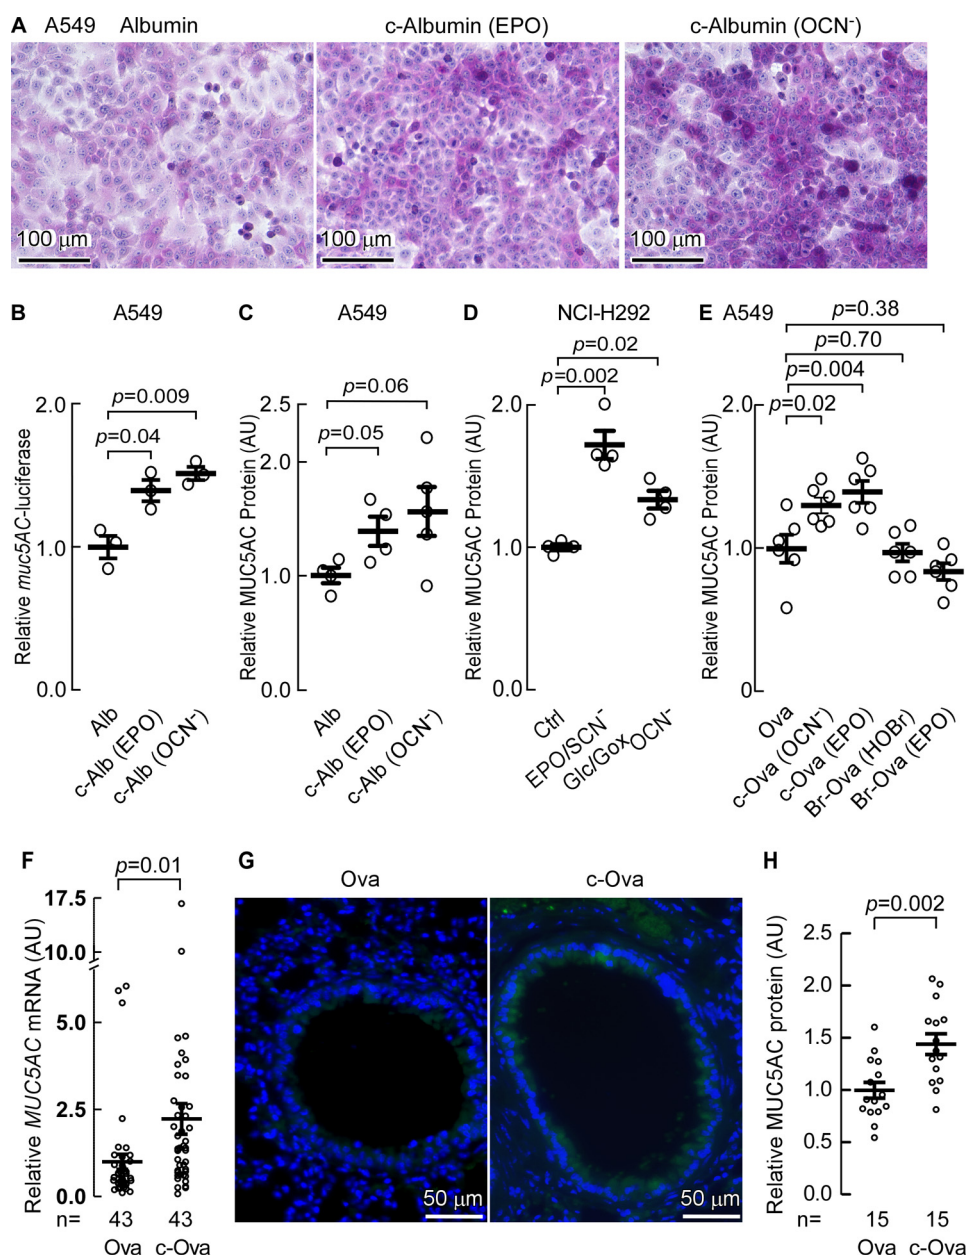 A A549 Albumin c-Albumin (EPO) c-Albumin (OCN⁻)
100 µm 100 µm 100 µm
B A549
p=0.009
p=0.04
Relative muc5AC-luciferase
2.0
1.0
0.0
Alb
c-Alb (EPO)
c-Alb (OCN⁻)
C A549
p=0.06
p=0.05
Relative MUC5AC Protein (AU)
2.5
2.0
1.0
0.0
Alb
c-Alb (EPO)
c-Alb (OCN⁻)
D NCI-H292
p=0.02
p=0.002
Relative MUC5AC Protein (AU)
2.0
1.0
0.0
Ctrl
EPO/SCN⁻
Glc/GoxOCN⁻
E A549
p=0.38
p=0.70
p=0.004
p=0.02
Relative MUC5AC Protein (AU)
2.0
1.0
0
Ova
c-Ova (OCN⁻)
c-Ova (EPO)
Br-Ova (HOBr)
Br-Ova (EPO)
F
p=0.01
Relative MUC5AC mRNA (AU)
17.5
10.0
5.0
2.5
0.0
n= 43 43
Ova c-Ova
G
Ova c-Ova
50 µm 50 µm
H
p=0.002
Relative MUC5AC protein (AU)
2.5
2.0
1.5
1.0
0.5
0.0
n= 15 15
Ova c-Ova